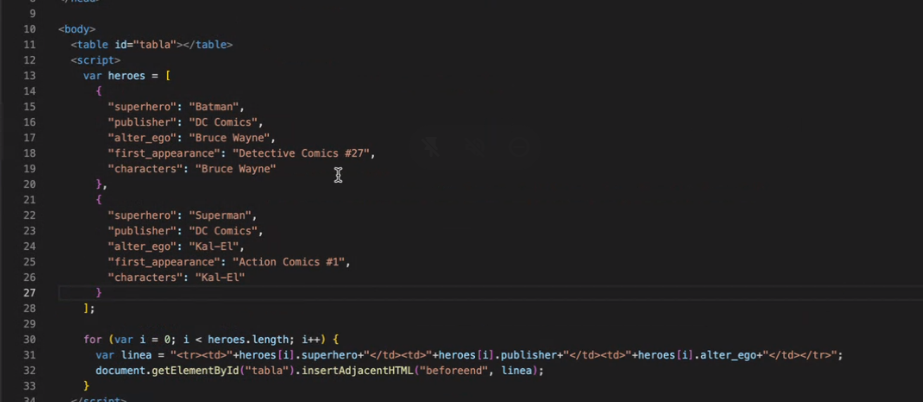 </head>
9
10 <body>
11 <table id="tabla"></table>
12 <script>
13 var heroes = [
14 {
15 "superhero": "Batman",
16 "publisher": "DC Comics",
17 "alter_ego": "Bruce Wayne",
18 "first_appearance": "Detective Comics #27",
19 "characters": "Bruce Wayne"
20 },
21 {
22 "superhero": "Superman",
23 "publisher": "DC Comics",
24 "alter_ego": "Kal-El",
25 "first_appearance": "Action Comics #1",
26 "characters": "Kal-El"
27 }
28 ];
29
30 for (var i = 0; i < heroes.length; i++) {
31 var linea = "<tr><td>"+heroes[i].superhero+"</td><td>"+heroes[i].publisher+"</td><td>"+heroes[i].alter_ego+"</td></tr>";
32 document.getElementById("tabla").insertAdjacentHTML("beforeend", linea);
33 }
34 </script>